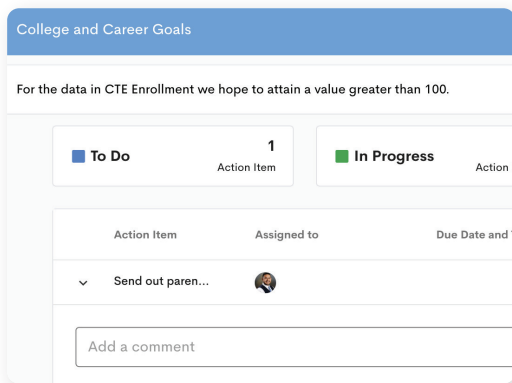 College and Career Goals
For the data in CTE Enrollment we hope to attain a value greater than 100.
To Do
1
Action Item
In Progress
Action
Action Item
Assigned to
Due Date and
Send out paren...
Add a comment